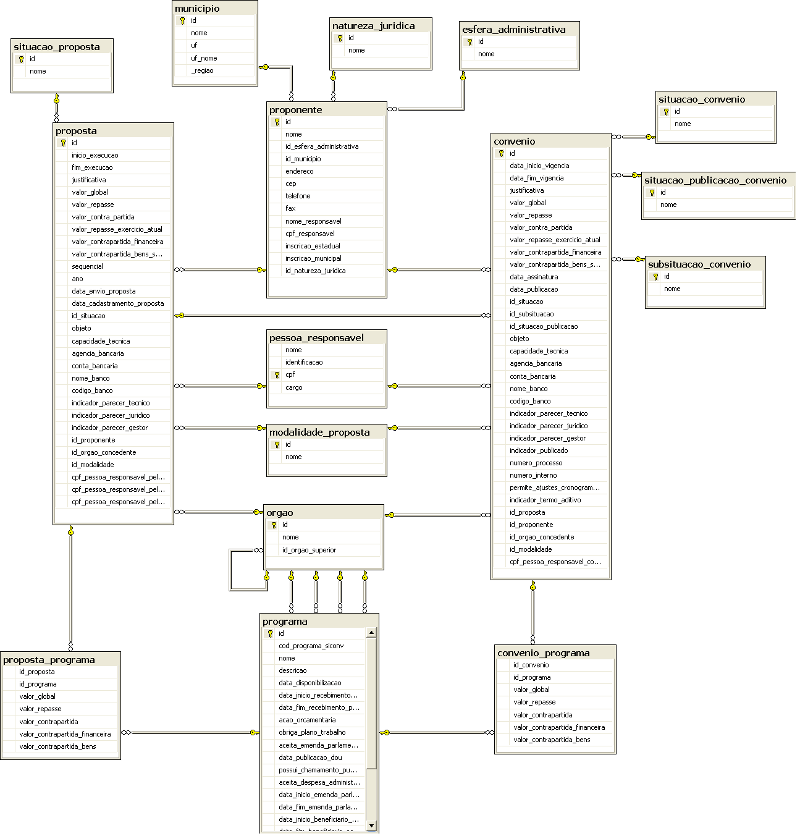 situacao_proposta
id
nome
municipio
id
nome
uf
uf_nome
_regiao
natureza_juridica
id
nome
esfera_administrativa
id
nome
proposta
id
inicio_execucao
fim_execucao
justificativa
valor_global
valor_repasse
valor_contra_partida
valor_repasse_exercicio_atual
valor_contrapartida_financeira
valor_contrapartida_bens_s...
sequencial
ano
data_envio_proposta
data_cadastramento_proposta
id_situacao
objeto
capacidade_tecnica
agencia_bancaria
conta_bancaria
nome_banco
codigo_banco
indicador_parecer_tecnico
indicador_parecer_juridico
indicador_parecer_gestor
id_proponente
id_orgao_concedente
id_modalidade
cpf_pessoa_responsavel_pel...
cpf_pessoa_responsavel_pel...
cpf_pessoa_responsavel_pel...
proponente
id
nome
id_esfera_administrativa
id_municipio
endereco
cep
telefone
fax
nome_responsavel
cpf_responsavel
inscricao_estadual
inscricao_municipal
id_natureza_juridica
convenio
id
data_inicio_vigencia
data_fim_vigencia
justificativa
valor_global
valor_repasse
valor_contra_partida
valor_repasse_exercicio_atual
valor_contrapartida_financeira
valor_contrapartida_bens_s...
data_assinatura
data_publicacao
id_situacao
id_subsituacao
id_situacao_publicacao
objeto
capacidade_tecnica
agencia_bancaria
conta_bancaria
nome_banco
codigo_banco
indicador_parecer_tecnico
indicador_parecer_juridico
indicador_parecer_gestor
indicador_publicado
numero_processo
numero_interno
permite_ajustes_cronogram...
indicador_termo_aditivo
id_proposta
id_proponente
id_orgao_concedente
id_modalidade
cpf_pessoa_responsavel_co...
situacao_convenio
id
nome
situacao_publicacao_convenio
id
nome
subsituacao_convenio
id
nome
pessoa_responsavel
nome
identificacao
cpf
cargo
modalidade_proposta
id
nome
orgao
id
nome
id_orgao_superior
programa
id
cod_programa_siconv
nome
descricao
data_disponibilizacao
data_inicio_recebimento...
data_fim_recebimento_p...
acao_orcamentaria
obriga_plano_trabalho
aceita_emenda_parlame...
data_publicacao_dou
possui_chamamento_pu...
aceita_despesa_administ...
data_inicio_emenda_parl...
data_fim_emenda_parla...
data_inicio_beneficiario_...
proposta_programa
id_proposta
id_programa
valor_global
valor_repasse
valor_contrapartida
valor_contrapartida_financeira
valor_contrapartida_bens
convenio_programa
id_convenio
id_programa
valor_global
valor_repasse
valor_contrapartida
valor_contrapartida_financeira
valor_contrapartida_bens